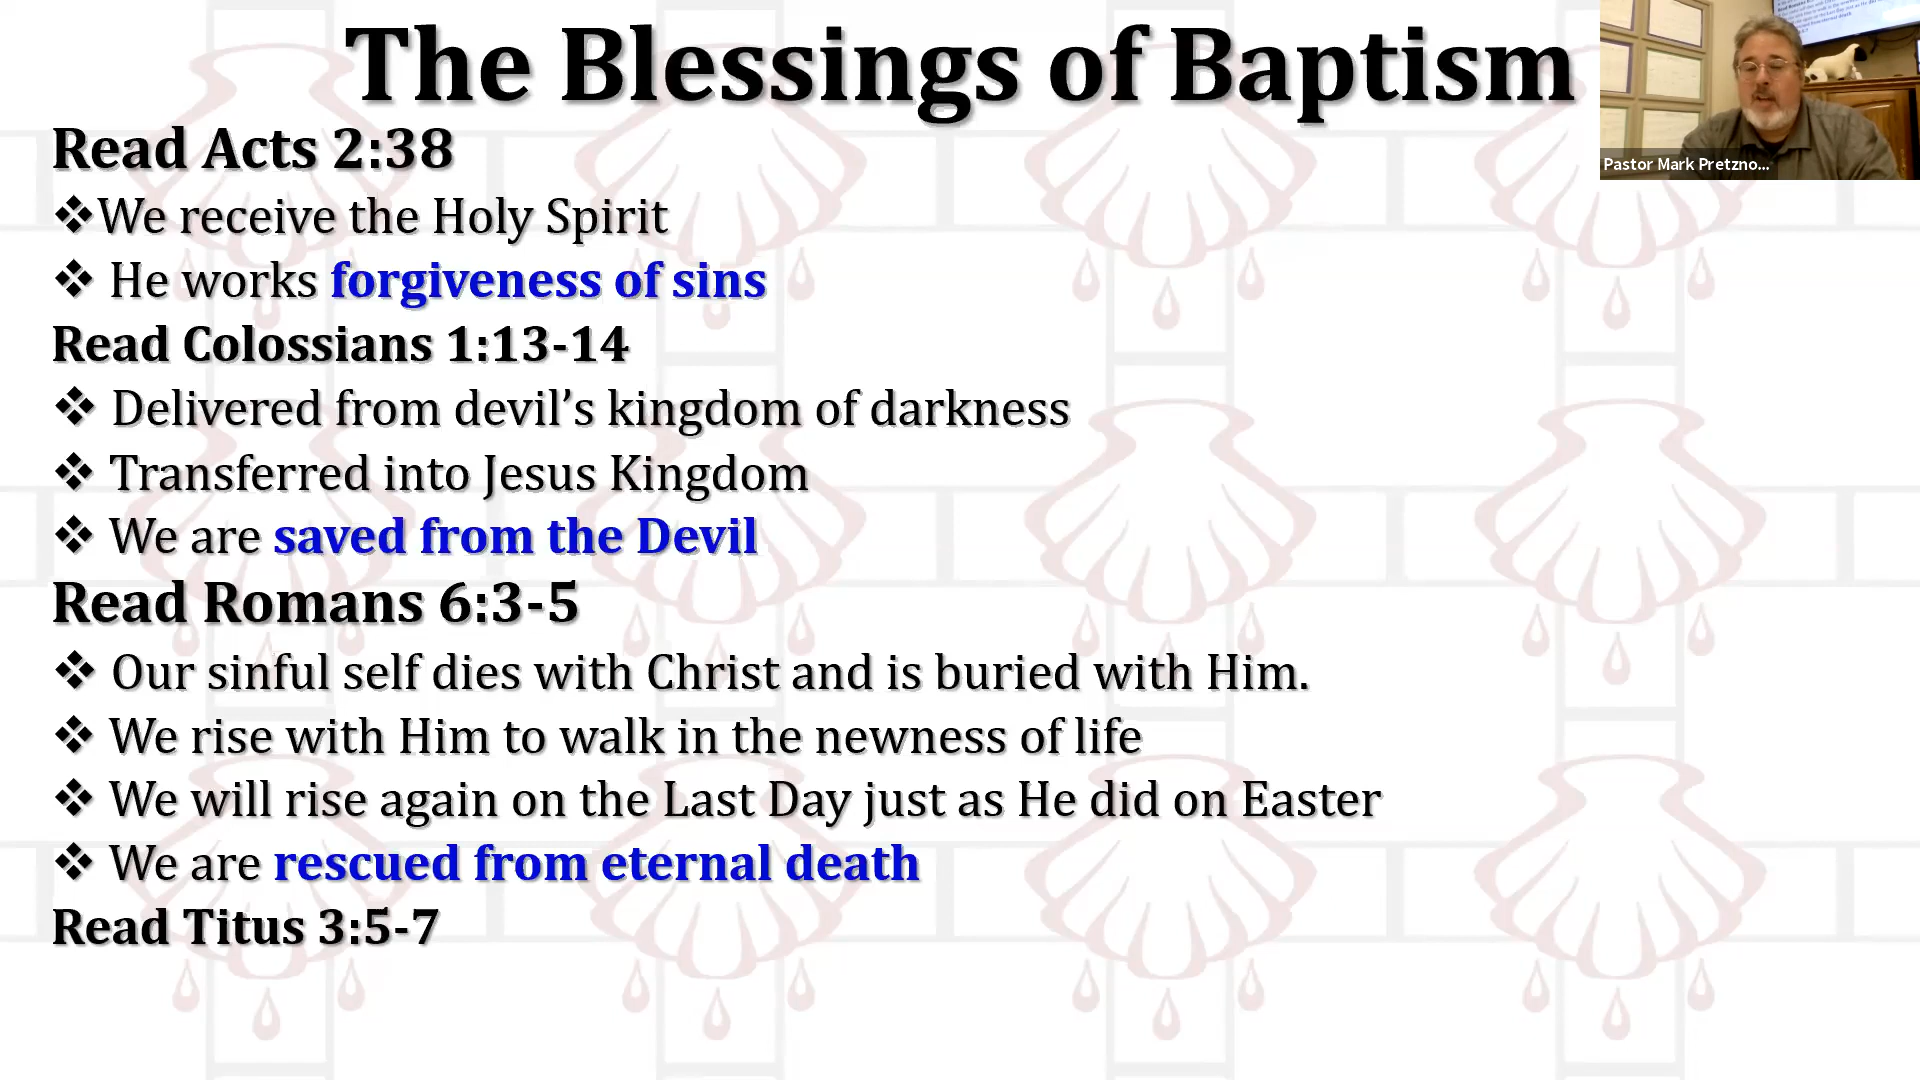 The Blessings of Baptism
Read Acts 2:38
❖We receive the Holy Spirit
❖ He works forgiveness of sins
Read Colossians 1:13-14
❖ Delivered from devil’s kingdom of darkness
❖ Transferred into Jesus Kingdom
❖ We are saved from the Devil
Read Romans 6:3-5
❖ Our sinful self dies with Christ and is buried with Him.
❖ We rise with Him to walk in the newness of life
❖ We will rise again on the Last Day just as He did on Easter
❖ We are rescued from eternal death
Read Titus 3:5-7
Pastor Mark Pretzno...